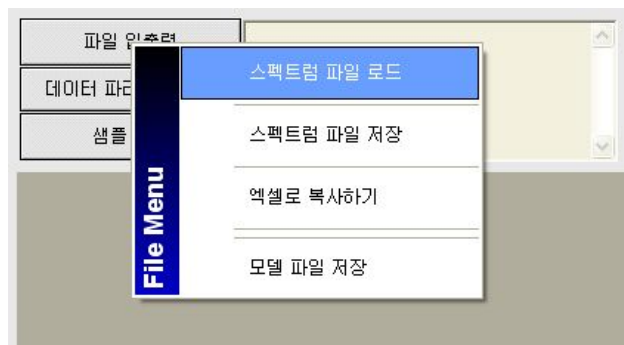 파일 입출력
데이터
샘플
스펙트럼 파일 로드
스펙트럼 파일 저장
엑셀로 복사하기
모델 파일 저장
File Menu